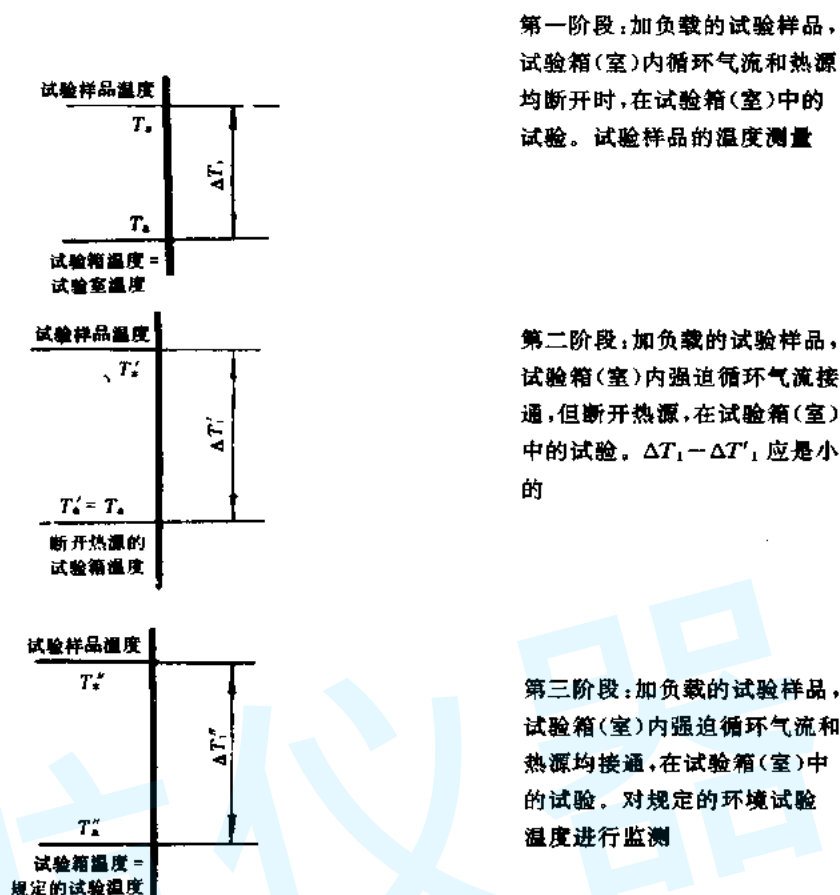 第一阶段:加负载的试验样品,
试验箱(室)内循环气流和热源
均断开时,在试验箱(室)中的
试验。试验样品的温度测量
试验样品温度
Tₛ
ΔT₁
Tₐ
试验箱温度=
试验室温度
第二阶段:加负载的试验样品,
试验箱(室)内强迫循环气流接
通,但断开热源,在试验箱(室)
中的试验。ΔT₁-ΔT′₁ 应是小
的
试验样品温度
Tₛ′
ΔT₁′
Tₐ′= Tₐ
断开热源的
试验箱温度
第三阶段:加负载的试验样品,
试验箱(室)内强迫循环气流和
热源均接通,在试验箱(室)中
的试验。对规定的环境试验
温度进行监测
试验样品温度
Tₛ″
ΔT₁″
Tₐ″
试验箱温度=
规定的试验温度
仪器